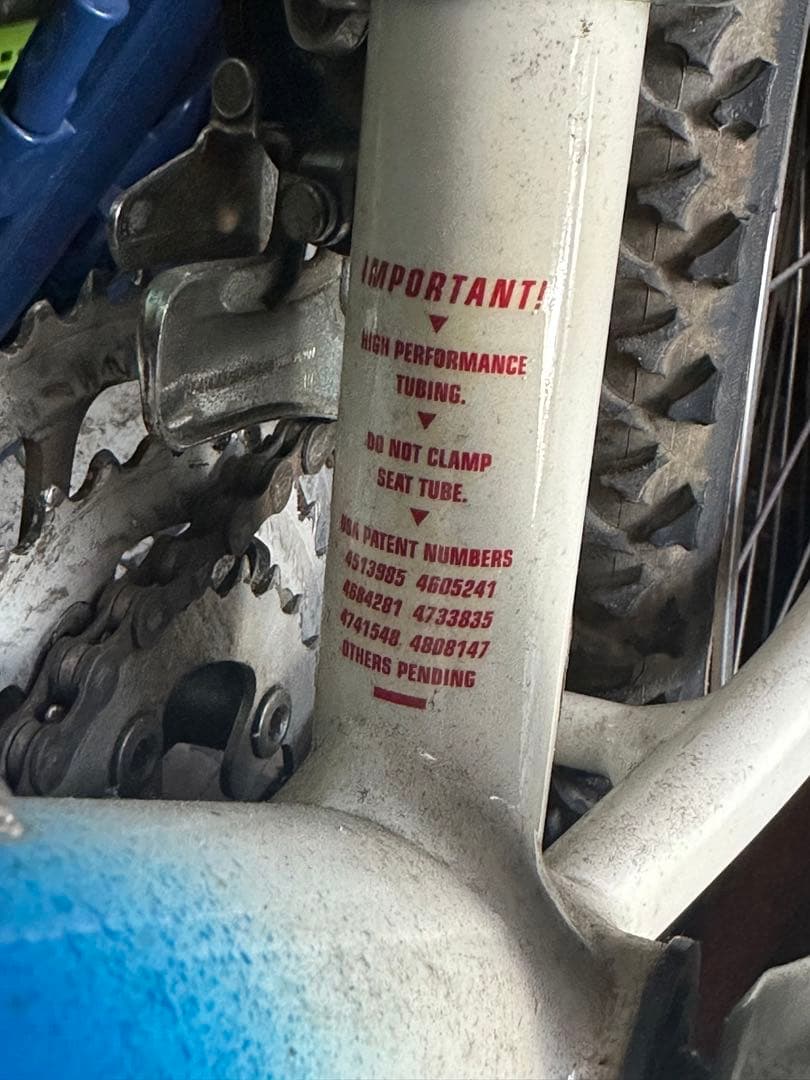 IMPORTANT!
HIGH PERFORMANCE
TUBING.
DO NOT CLAMP
SEAT TUBE.
USA PATENT NUMBERS
4513985 4605241
4684281 4733835
4741548 4808147
OTHERS PENDING